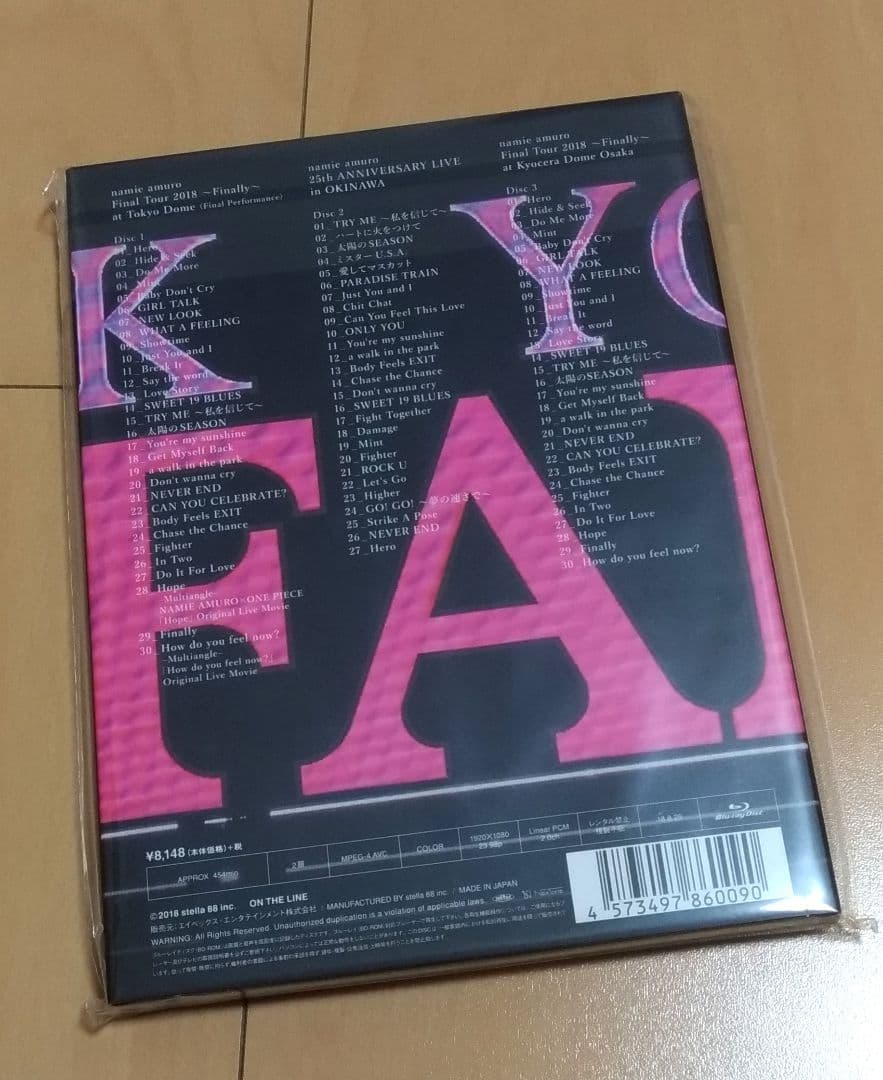 namie amuro
Final Tour 2018 ~Finally~
at Tokyo Dome (Final Performance)
Disc 1
01_Hero
02_Hide & Seek
03_Do Me More
04_Mint
05_Baby Don't Cry
06_GIRL TALK
07_NEW LOOK
08_WHAT A FEELING
09_Showtime
10_Just You and I
11_Break It
12_Say the word
13_Love Story
14_SWEET 19 BLUES
15_TRY ME ~私を信じて~
16_太陽のSEASON
17_You're my sunshine
18_Get Myself Back
19_a walk in the park
20_Don't wanna cry
21_NEVER END
22_CAN YOU CELEBRATE?
23_Body Feels EXIT
24_Chase the Chance
25_Fighter
26_In Two
27_Do It For Love
28_Hope
-Multiangle-
NAMIE AMURO×ONE PIECE
「Hope」Original Live Movie
29_Finally
30_How do you feel now?
-Multiangle-
「How do you feel now?」
Original Live Movie
namie amuro
25th ANNIVERSARY LIVE
in OKINAWA
Disc 2
01_TRY ME ~私を信じて~
02_ハートに火をつけて
03_太陽のSEASON
04_ミスターU.S.A.
05_愛してマスカット
06_PARADISE TRAIN
07_Just You and I
08_Chit Chat
09_Can You Feel This Love
10_ONLY YOU
11_You're my sunshine
12_a walk in the park
13_Body Feels EXIT
14_Chase the Chance
15_Don't wanna cry
16_SWEET 19 BLUES
17_Fight Together
18_Damage
19_Mint
20_Fighter
21_ROCK U
22_Let's Go
23_Higher
24_GO! GO! ~夢の速さで~
25_Strike A Pose
26_NEVER END
27_Hero
namie amuro
Final Tour 2018 ~Finally~
at Kyocera Dome Osaka
Disc 3
01_Hero
02_Hide & Seek
03_Do Me More
04_Mint
05_Baby Don't Cry
06_GIRL TALK
07_NEW LOOK
08_WHAT A FEELING
09_Showtime
10_Just You and I
11_Break It
12_Say the word
13_Love Story
14_SWEET 19 BLUES
15_TRY ME ~私を信じて~
16_太陽のSEASON
17_You're my sunshine
18_Get Myself Back
19_a walk in the park
20_Don't wanna cry
21_NEVER END
22_CAN YOU CELEBRATE?
23_Body Feels EXIT
24_Chase the Chance
25_Fighter
26_In Two
27_Do It For Love
28_Hope
29_Finally
30_How do you feel now?
K YO
FA
¥8,148(本体価格)+税
APPROX 454min
2層
MPEG-4 AVC
COLOR
1920×1080
23.98p
Linear PCM
2.0ch
レンタル禁止
複製不能
Blu-ray Disc
©2018 stella 88 inc. ON THE LINE
販売元:エイベックス・エンタテインメント株式会社 / MANUFACTURED BY stella 88 inc. / MADE IN JAPAN
WARNING: All Rights Reserved. Unauthorized duplication is a violation of applicable laws.
4 573497 860090